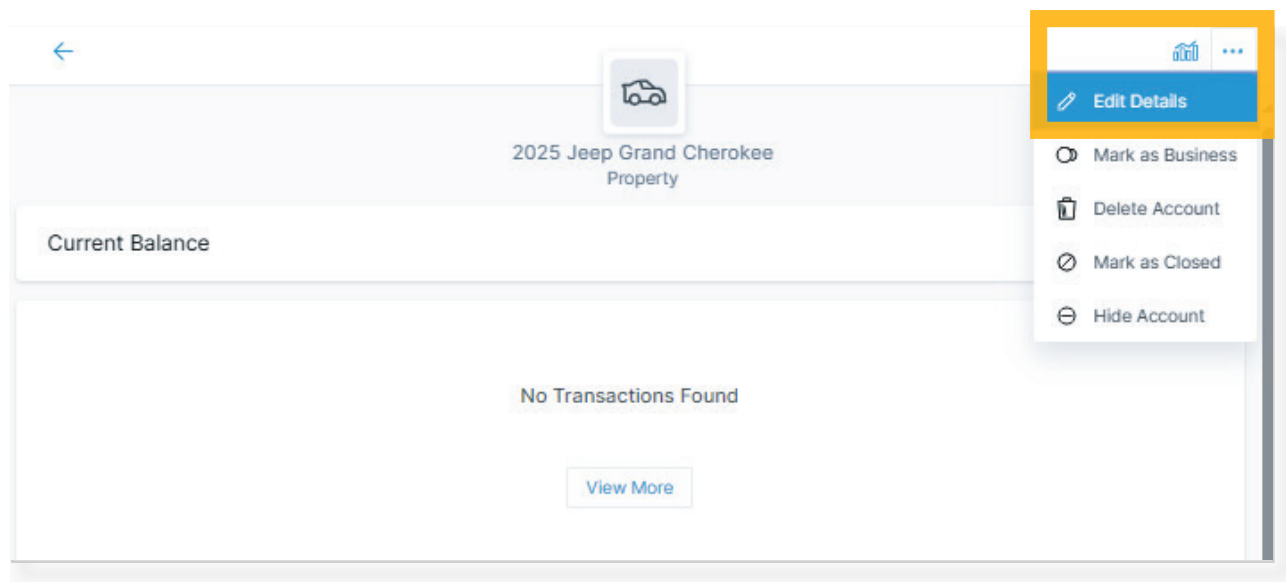 Edit Details
2025 Jeep Grand Cherokee
Property
Mark as Business
Delete Account
Current Balance
Mark as Closed
Hide Account
No Transactions Found
View More